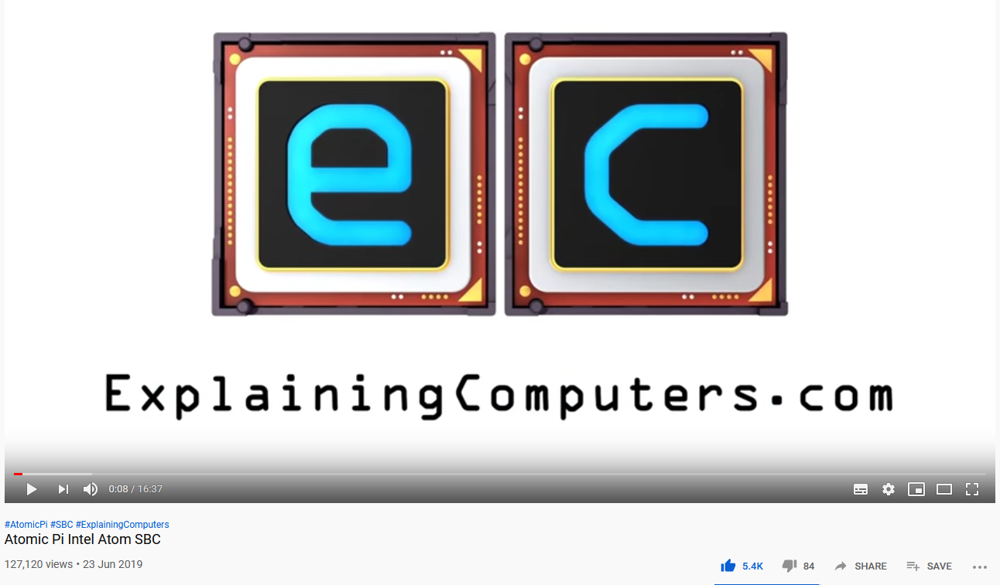 e c
ExplainingComputers.com
0:08 / 16:37
#AtomicPi #SBC #ExplainingComputers
Atomic Pi Intel Atom SBC
127,120 views • 23 Jun 2019
5.4K 84 SHARE SAVE